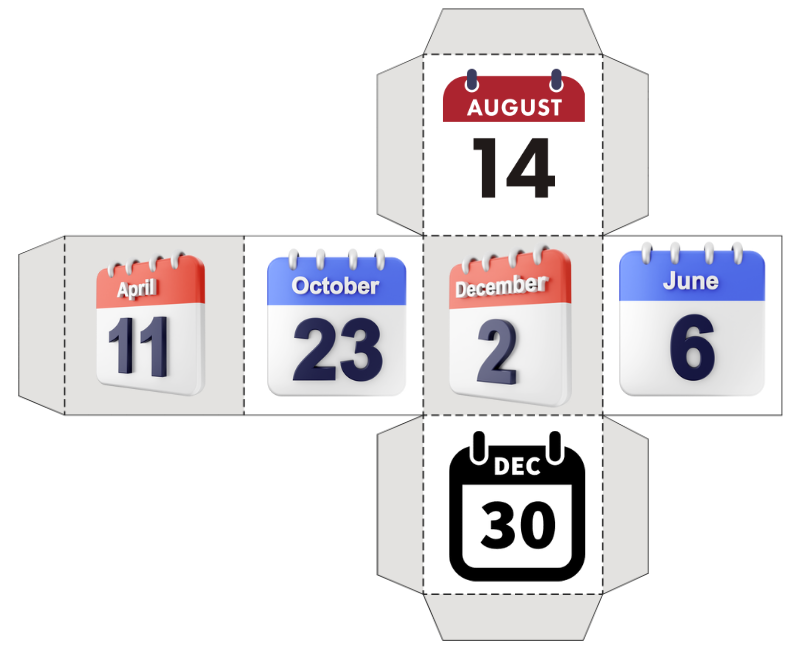 AUGUST
14
April
11
October
23
December
2
June
6
DEC
30